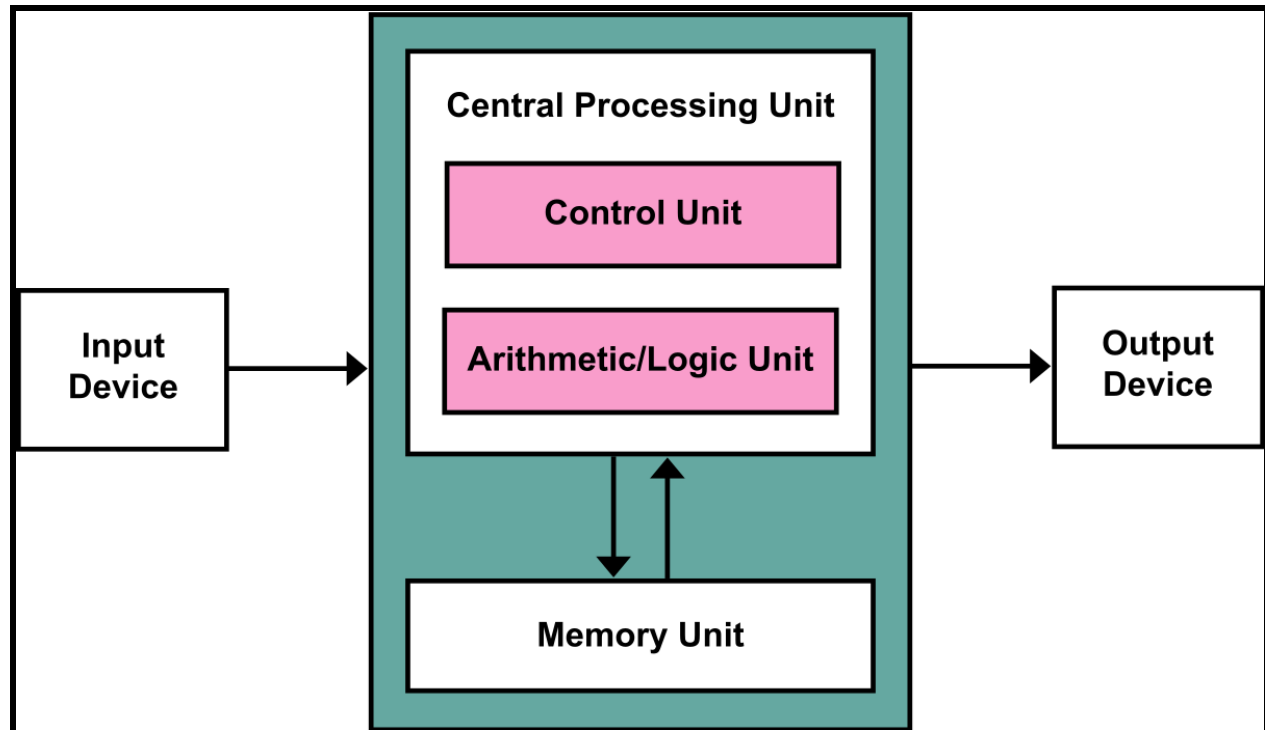 Central Processing Unit
Control Unit
Arithmetic/Logic Unit
Input
Device
Output
Device
Memory Unit